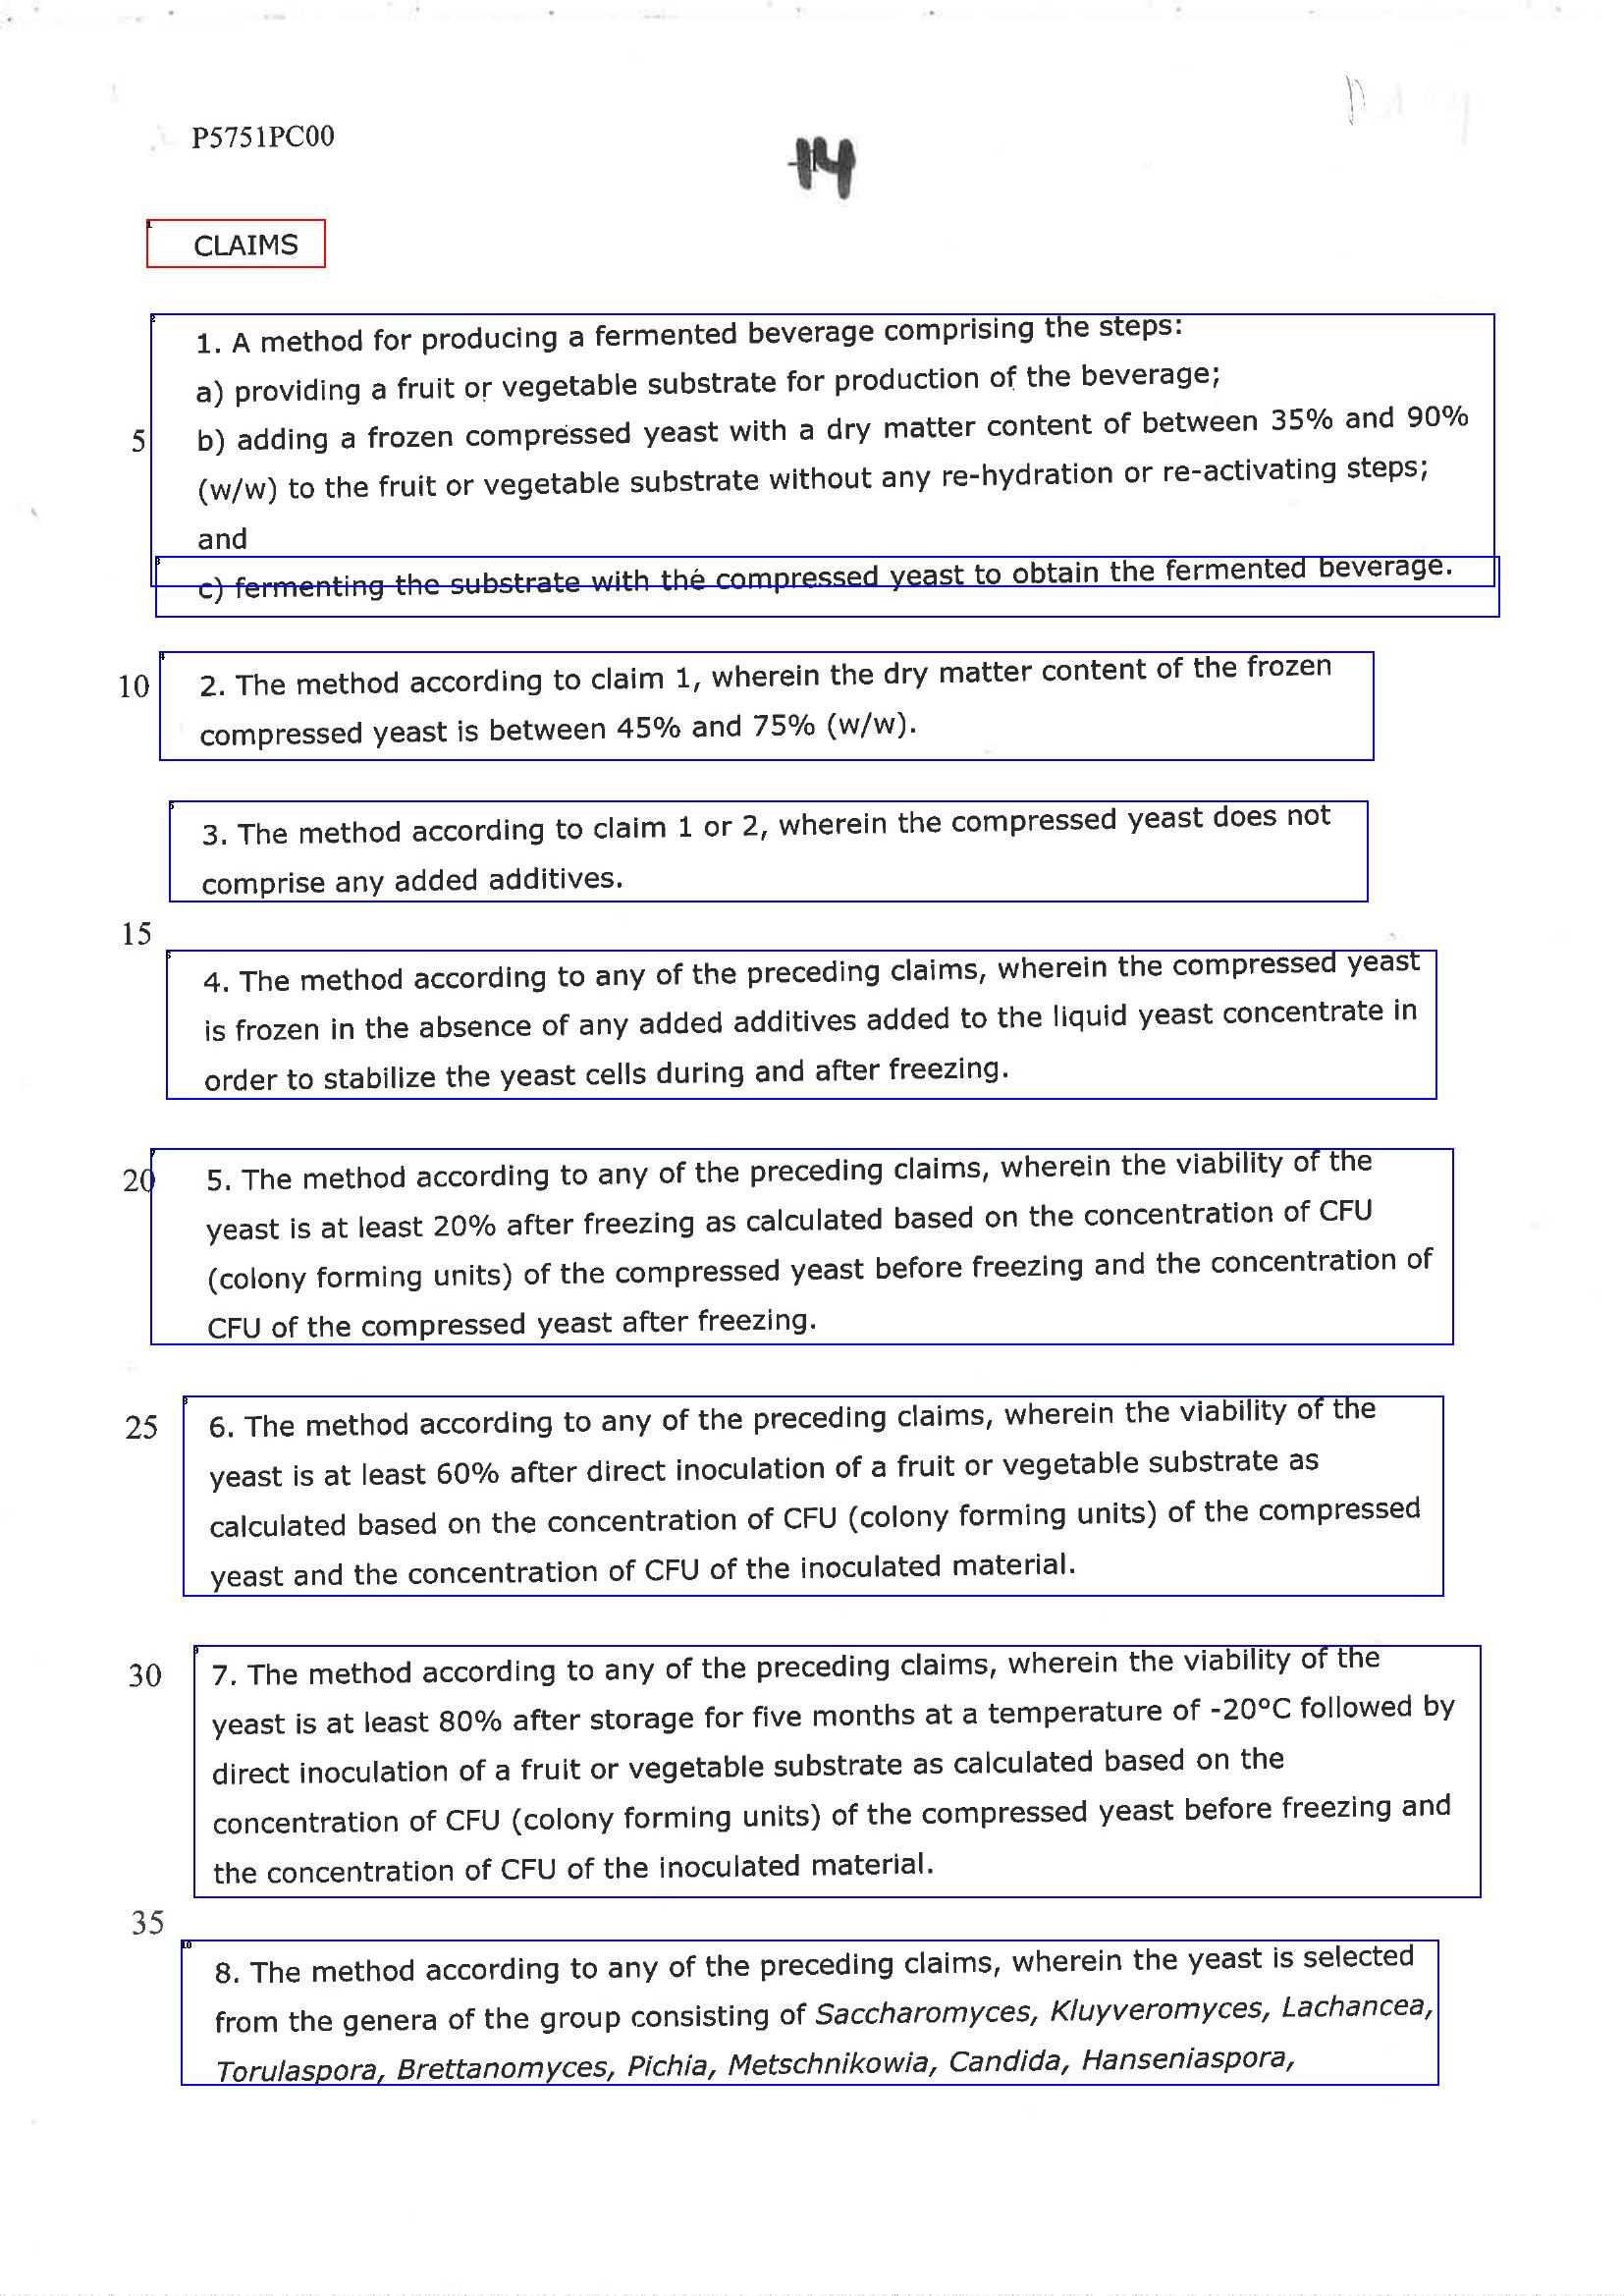 P5751PC00
14
CLAIMS
1. A method for producing a fermented beverage comprising the steps:
a) providing a fruit or vegetable substrate for production of the beverage;
5 b) adding a frozen compressed yeast with a dry matter content of between 35% and 90%
(w/w) to the fruit or vegetable substrate without any re-hydration or re-activating steps;
and
c) fermenting the substrate with the compressed yeast to obtain the fermented beverage.
10 2. The method according to claim 1, wherein the dry matter content of the frozen
compressed yeast is between 45% and 75% (w/w).
3. The method according to claim 1 or 2, wherein the compressed yeast does not
comprise any added additives.
15
4. The method according to any of the preceding claims, wherein the compressed yeast
is frozen in the absence of any added additives added to the liquid yeast concentrate in
order to stabilize the yeast cells during and after freezing.
20 5. The method according to any of the preceding claims, wherein the viability of the
yeast is at least 20% after freezing as calculated based on the concentration of CFU
(colony forming units) of the compressed yeast before freezing and the concentration of
CFU of the compressed yeast after freezing.
25 6. The method according to any of the preceding claims, wherein the viability of the
yeast is at least 60% after direct inoculation of a fruit or vegetable substrate as
calculated based on the concentration of CFU (colony forming units) of the compressed
yeast and the concentration of CFU of the inoculated material.
30 7. The method according to any of the preceding claims, wherein the viability of the
yeast is at least 80% after storage for five months at a temperature of -20°C followed by
direct inoculation of a fruit or vegetable substrate as calculated based on the
concentration of CFU (colony forming units) of the compressed yeast before freezing and
the concentration of CFU of the inoculated material.
35
8. The method according to any of the preceding claims, wherein the yeast is selected
from the genera of the group consisting of Saccharomyces, Kluyveromyces, Lachancea,
Torulaspora, Brettanomyces, Pichia, Metschnikowia, Candida, Hanseniaspora,